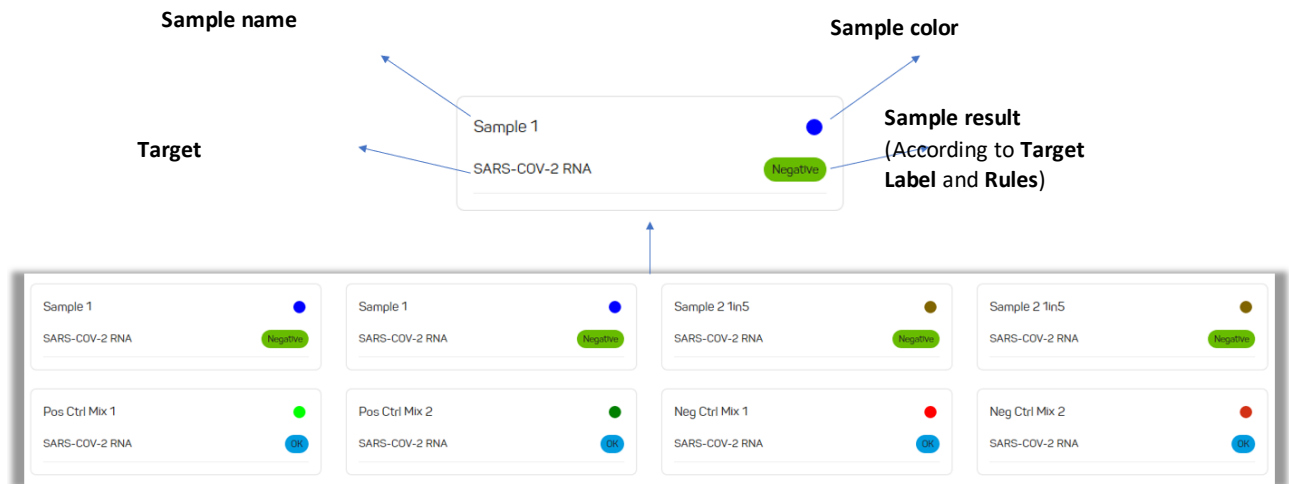 Sample name
Sample color
Sample 1
Sample result
(According to Target
Label and Rules)
Target
SARS-COV-2 RNA
Negative
Sample 1
Sample 1
Sample 2 1in5
Sample 2 1in5
SARS-COV-2 RNA Negative
SARS-COV-2 RNA Negative
SARS-COV-2 RNA Negative
SARS-COV-2 RNA Negative
Pos Ctrl Mix 1
Pos Ctrl Mix 2
Neg Ctrl Mix 1
Neg Ctrl Mix 2
SARS-COV-2 RNA OK
SARS-COV-2 RNA OK
SARS-COV-2 RNA OK
SARS-COV-2 RNA OK